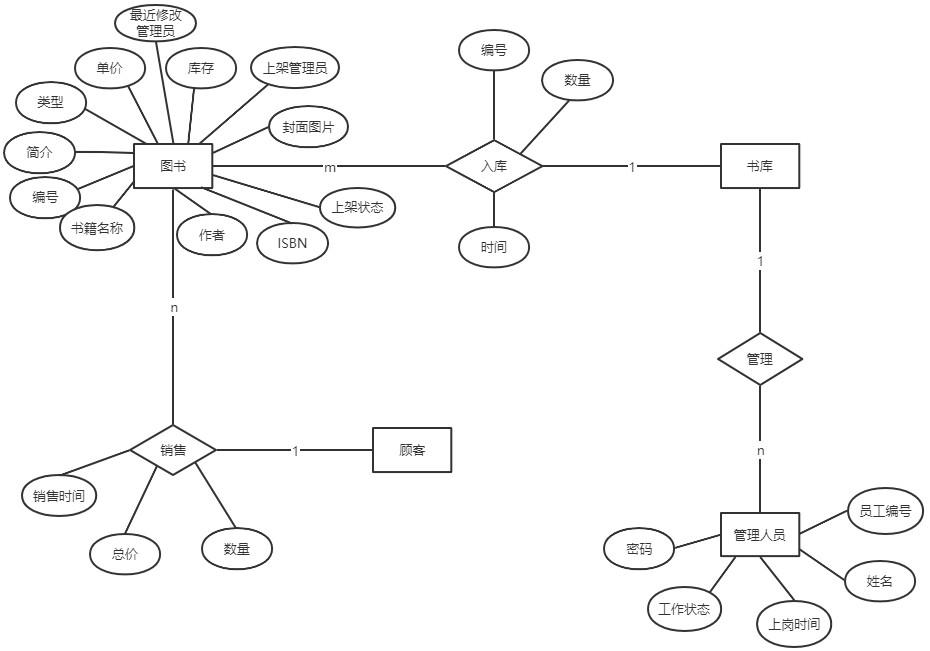 最近修改
管理员
单价
库存
上架管理员
类型
封面图片
简介
图书
编号
书籍名称
作者
ISBN
上架状态
m
编号
数量
入库
时间
1
书库
1
管理
n
管理人员
员工编号
密码
姓名
工作状态
上岗时间
n
销售
1
顾客
销售时间
总价
数量